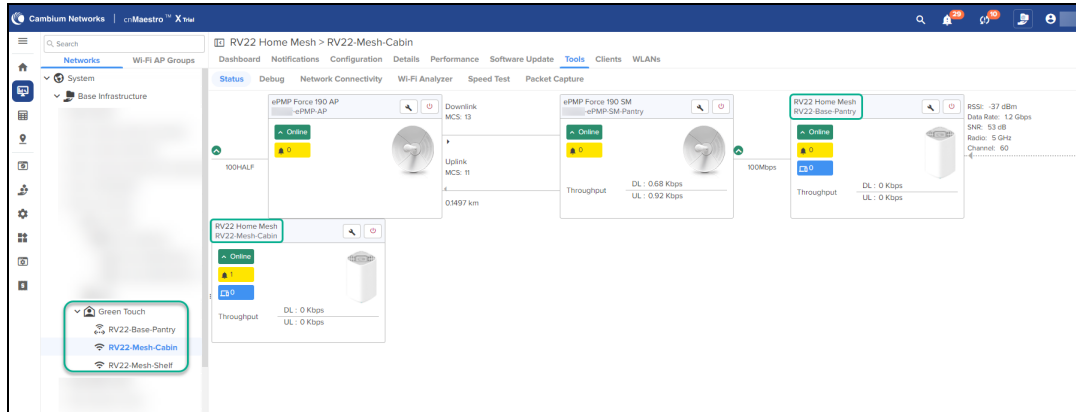 Cambium Networks | cnMaestro™ X Trial
29
10
Search
Networks
Wi-Fi AP Groups
System
Base Infrastructure
Green Touch
RV22-Base-Pantry
RV22-Mesh-Cabin
RV22-Mesh-Shelf
RV22 Home Mesh > RV22-Mesh-Cabin
Dashboard Notifications Configuration Details Performance Software Update Tools Clients WLANs
Status Debug Network Connectivity Wi-Fi Analyzer Speed Test Packet Capture
100HALF
ePMP Force 190 AP
-ePMP-AP
Online
0
Downlink
MCS: 13
Uplink
MCS: 11
0.1497 km
ePMP Force 190 SM
-ePMP-SM-Pantry
Online
0
Throughput
DL : 0.68 Kbps
UL : 0.92 Kbps
100Mbps
RV22 Home Mesh
RV22-Base-Pantry
Online
0
0
Throughput
DL : 0 Kbps
UL : 0 Kbps
RSSI: -37 dBm
Data Rate: 1.2 Gbps
SNR: 53 dB
Radio: 5 GHz
Channel: 60
RV22 Home Mesh
RV22-Mesh-Cabin
Online
1
0
Throughput
DL : 0 Kbps
UL : 0 Kbps